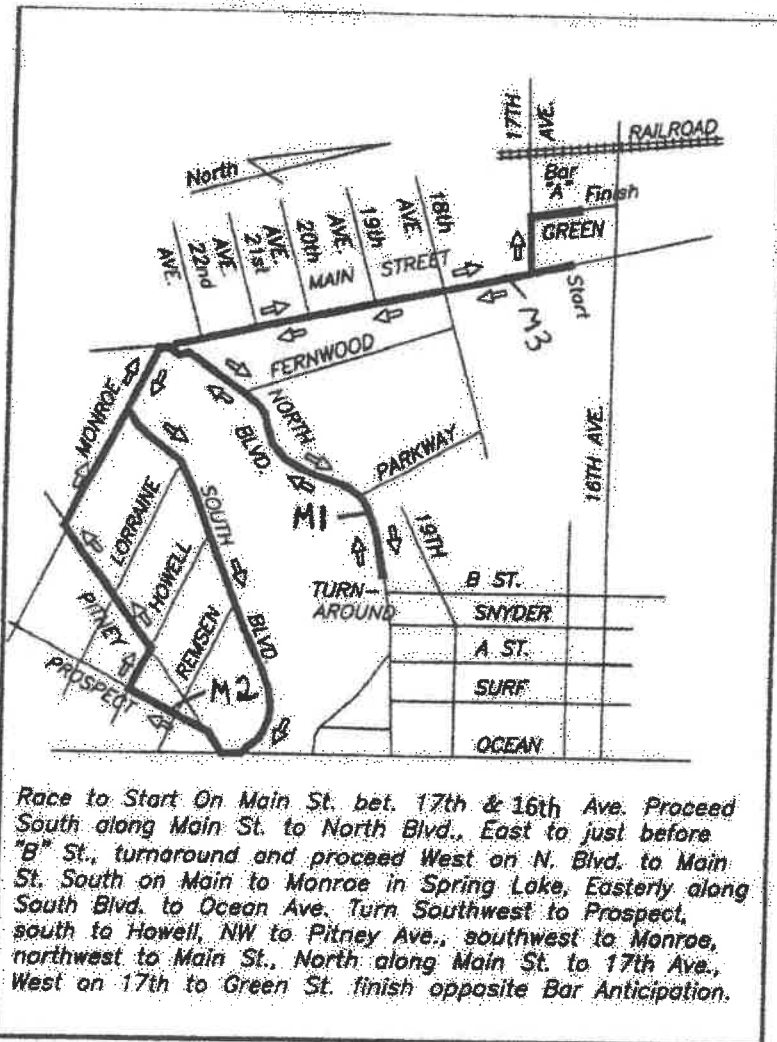 17TH AVE.
RAILROAD
Bar "A"
Finish
GREEN
North
AVE. 22nd
AVE 21st
AVE 20th
AVE. 19th
AVE 18th
MAIN STREET
Start
M3
FERNWOOD
MONROE
NORTH BLVD.
PARKWAY
16TH AVE.
M1
LORRAINE
SOUTH BLVD
HOWELL
19TH
TURN-
AROUND
B ST.
SNYDER
PITNEY
REMSEN
A ST.
PROSPECT
M2
SURF
OCEAN
Race to Start On Main St. bet. 17th & 16th Ave. Proceed
South along Main St. to North Blvd., East to just before
"B" St., turnaround and proceed West on N. Blvd. to Main
St. South on Main to Monroe in Spring Lake, Easterly along
South Blvd. to Ocean Ave. Turn Southwest to Prospect,
south to Howell, NW to Pitney Ave., southwest to Monroe,
northwest to Main St., North along Main St. to 17th Ave.,
West on 17th to Green St. finish opposite Bar Anticipation.